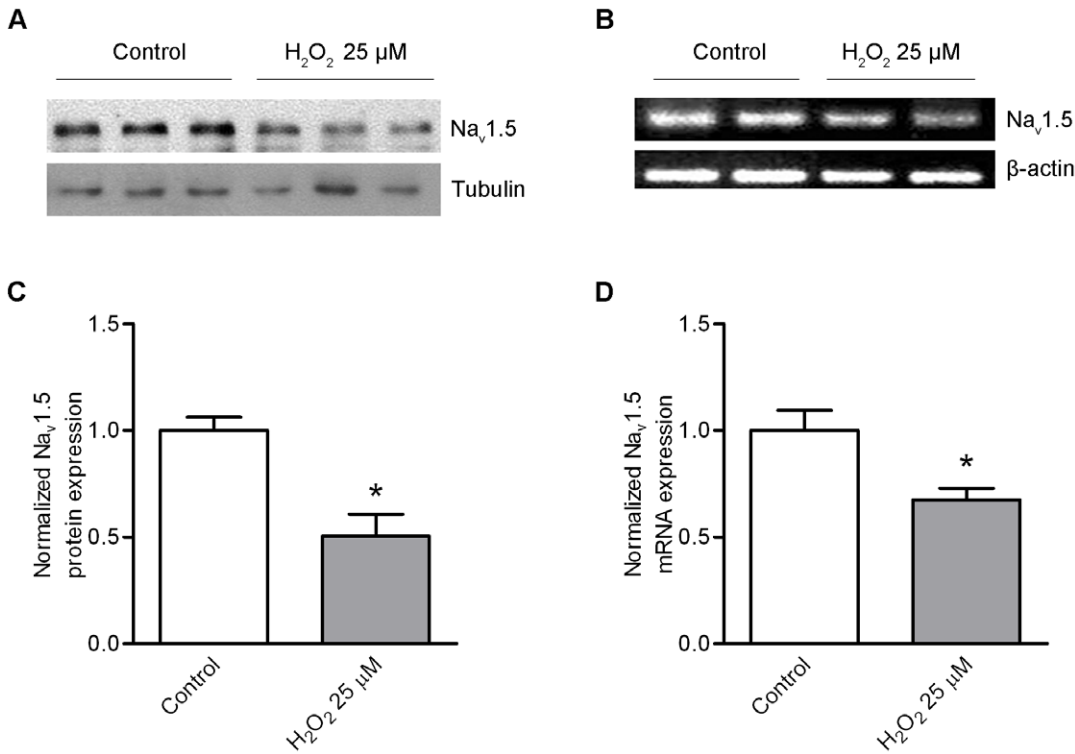 A
Control
H₂O₂ 25 µM
Naᵥ1.5
Tubulin
B
Control
H₂O₂ 25 µM
Naᵥ1.5
β-actin
C
Normalized Naᵥ1.5
protein expression
1.5
1.0
0.5
0.0
*
Control
H₂O₂ 25 µM
D
Normalized Naᵥ1.5
mRNA expression
1.5
1.0
0.5
0.0
*
Control
H₂O₂ 25 µM